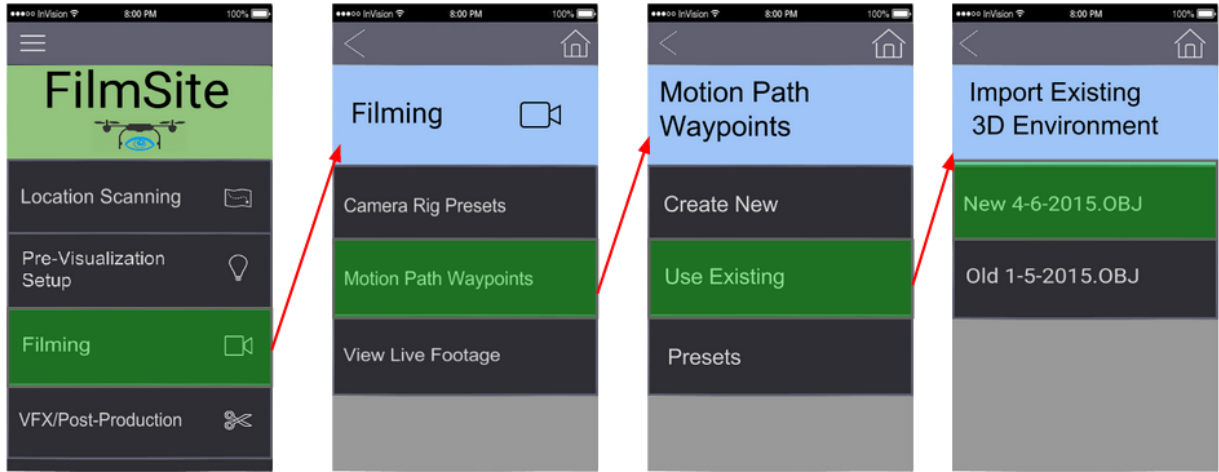 ●●●○○ InVision 8:00 PM 100%
FilmSite
Location Scanning
Pre-Visualization
Setup
Filming
VFX/Post-Production
●●●○○ InVision 8:00 PM 100%
Filming
Camera Rig Presets
Motion Path Waypoints
View Live Footage
●●●○○ InVision 8:00 PM 100%
Motion Path
Waypoints
Create New
Use Existing
Presets
●●●○○ InVision 8:00 PM 100%
Import Existing
3D Environment
New 4-6-2015.OBJ
Old 1-5-2015.OBJ